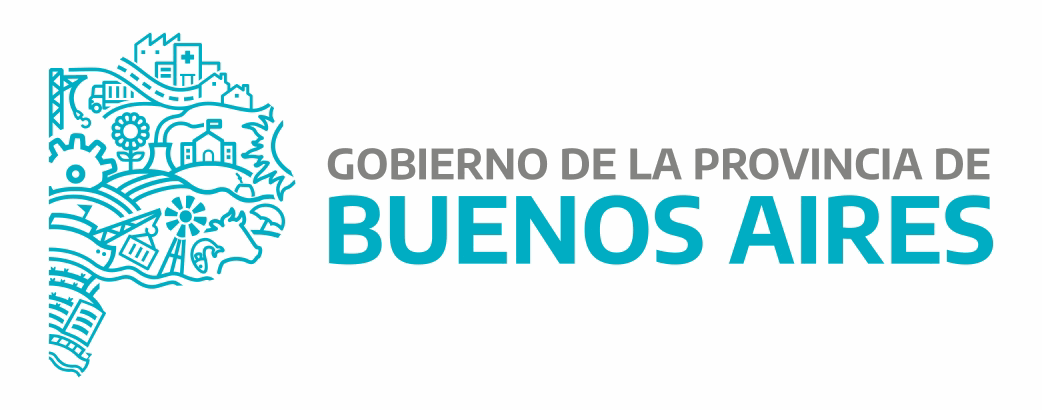 GOBIERNO DE LA PROVINCIA DE
BUENOS AIRES